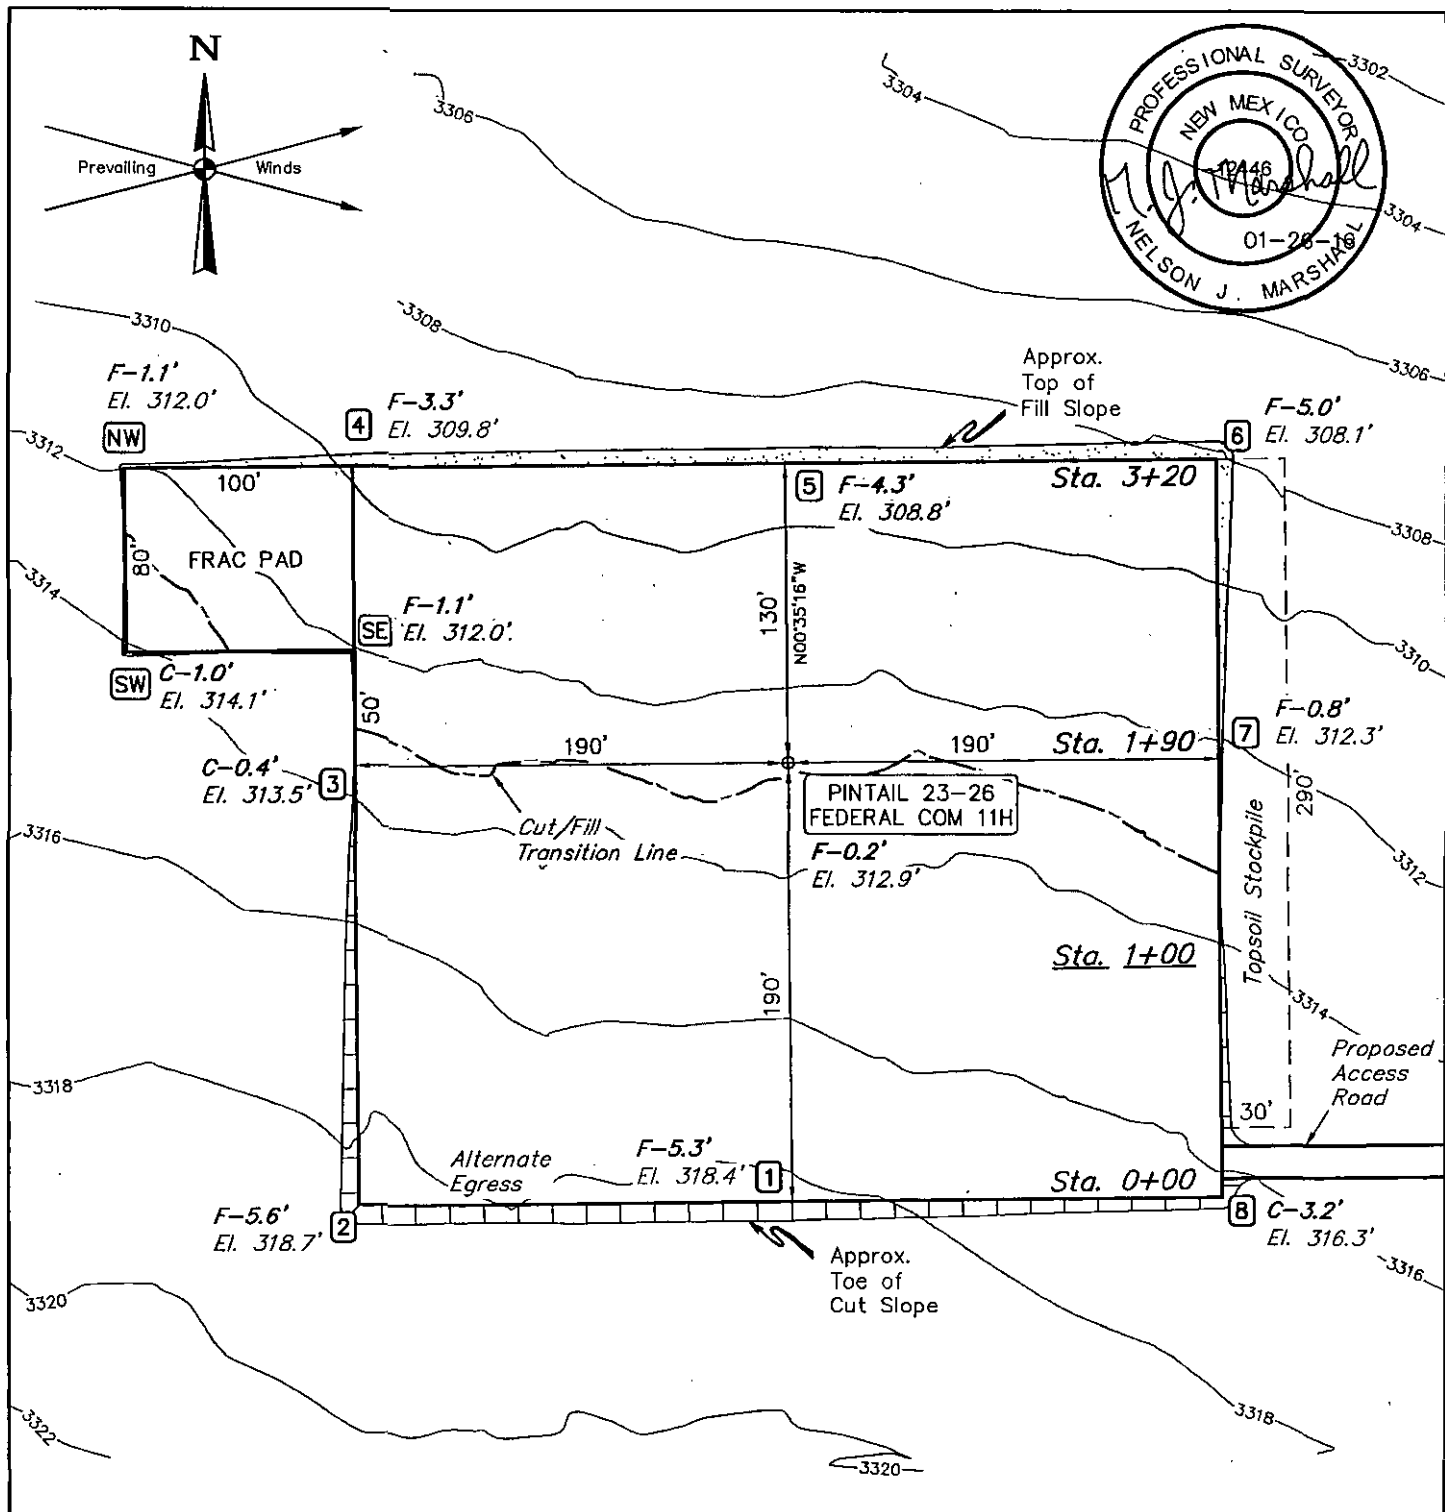 N
Prevailing Winds
PROFESSIONAL SURVEYOR
NEW MEXICO
12446
N. J. Marshall
01-26-16
NELSON J. MARSHALL
3302
3304
3306
3304
3310
3308
3306
Approx.
Top of
Fill Slope
F-1.1'
El. 312.0'
NW
4
F-3.3'
El. 309.8'
6
F-5.0'
El. 308.1'
3312
100'
5
F-4.3'
El. 308.8'
Sta. 3+20
3308
80'
FRAC PAD
3314
130'
N00°35'16"W
SE
F-1.1'
El. 312.0'
3310
SW
C-1.0'
El. 314.1'
50'
190'
190'
Sta. 1+90
7
F-0.8'
El. 312.3'
C-0.4'
El. 313.5'
3
PINTAIL 23-26
FEDERAL COM 11H
290'
3316
Cut/Fill
Transition Line
F-0.2'
El. 312.9'
3312
Topsoil Stockpile
Sta. 1+00
190'
3314
Proposed
Access
Road
3318
30'
Alternate
Egress
F-5.3'
El. 318.4'
1
Sta. 0+00
F-5.6'
El. 318.7'
2
8
C-3.2'
El. 316.3'
Approx.
Toe of
Cut Slope
3316
3320
3322
3318
3320